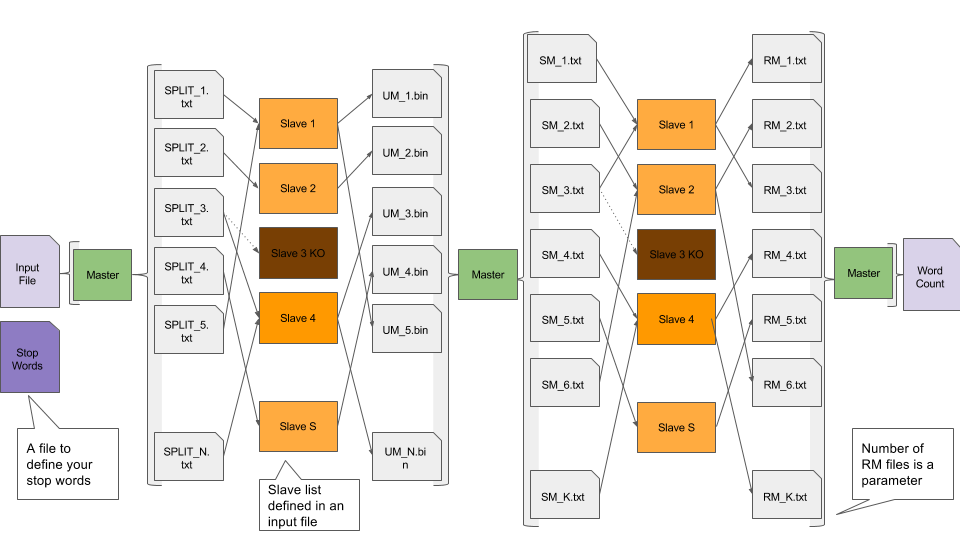 Input
File
Stop
Words
A file to
define your
stop words
Master
SPLIT_1.
txt
SPLIT_2.
txt
SPLIT_3.
txt
SPLIT_4.
txt
SPLIT_5.
txt
SPLIT_N.
txt
Slave 1
Slave 2
Slave 3 KO
Slave 4
Slave S
Slave list
defined in an
input file
UM_1.bin
UM_2.bin
UM_3.bin
UM_4.bin
UM_5.bin
UM_N.bi
n
Master
SM_1.txt
SM_2.txt
SM_3.txt
SM_4.txt
SM_5.txt
SM_6.txt
SM_K.txt
Slave 1
Slave 2
Slave 3 KO
Slave 4
Slave S
RM_1.txt
RM_2.txt
RM_3.txt
RM_4.txt
RM_5.txt
RM_6.txt
RM_K.txt
Master
Word
Count
Number of
RM files is a
parameter